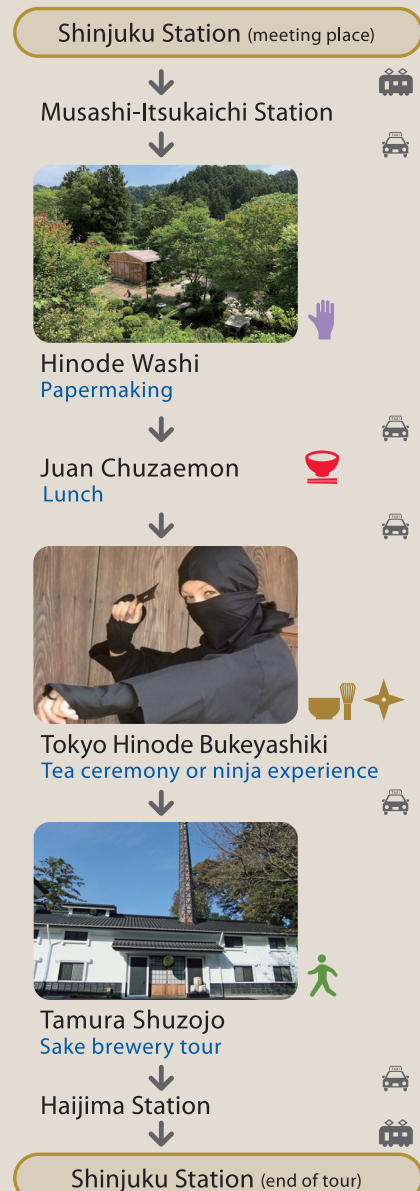 Shinjuku Station (meeting place)
Musashi-Itsukaichi Station
Hinode Washi
Papermaking
Juan Chuzaemon
Lunch
Tokyo Hinode Bukeyashiki
Tea ceremony or ninja experience
Tamura Shuzojo
Sake brewery tour
Haijima Station
Shinjuku Station (end of tour)